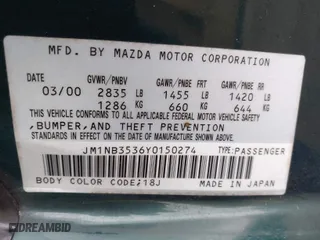 MFD. BY MAZDA MOTOR CORPORATION
DATE GVWR/PNBV GAWR/PNBE FRT GAWR/PNBE RR
03/00 2835 LB 1455 LB 1420 LB
1286 KG 660 KG 644 KG
THIS VEHICLE CONFORMS TO ALL APPLICABLE FEDERAL MOTOR VEHICLE SAFETY
, BUMPER, AND THEFT PREVENTION
STANDARDS IN EFFECT ON THE DATE OF MANUFACTURE SHOWN ABOVE.
JM1NB3536Y0150274 TYPE:PASSENGER
BODY COLOR CODE:18J MADE IN JAPAN
DREAMBID